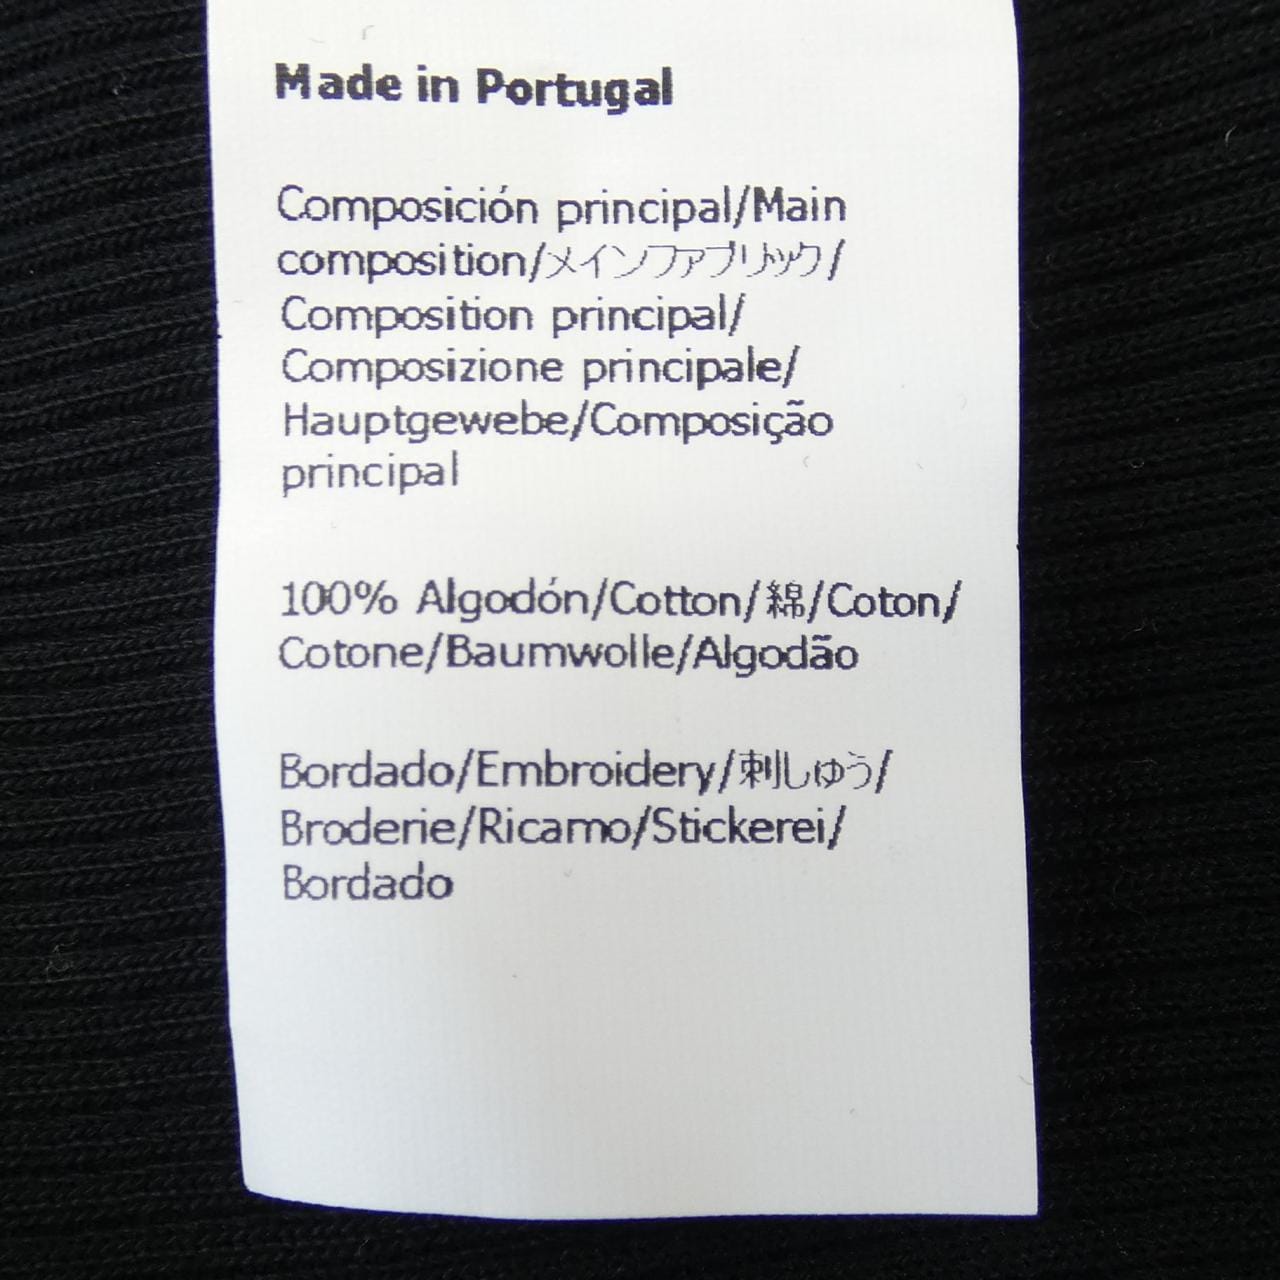 Made in Portugal
Composición principal/Main
composition/メインファブリック/
Composition principal/
Composizione principale/
Hauptgewebe/Composição
principal
100% Algodón/Cotton/綿/Coton/
Cotone/Baumwolle/Algodão
Bordado/Embroidery/刺しゅう/
Broderie/Ricamo/Stickerei/
Bordado